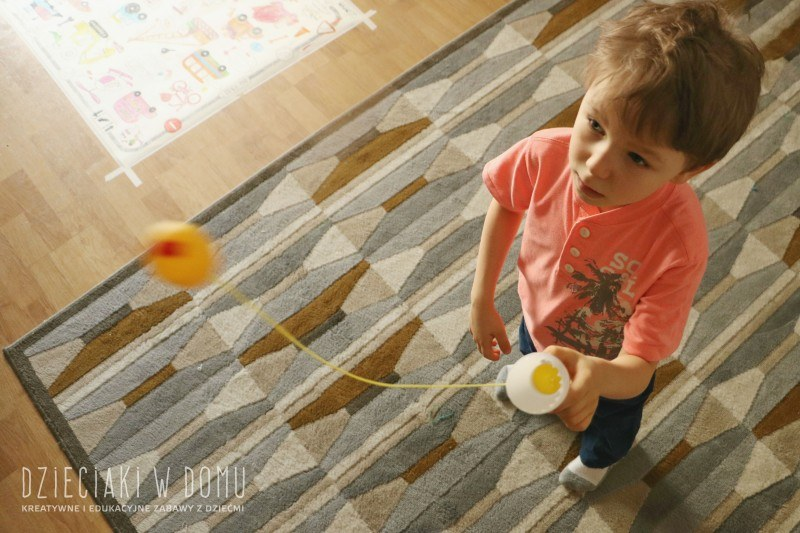 DZIECIAKI W DOMU
KREATYWNE I EDUKACYJNE ZABAWY Z DZIEĆMI